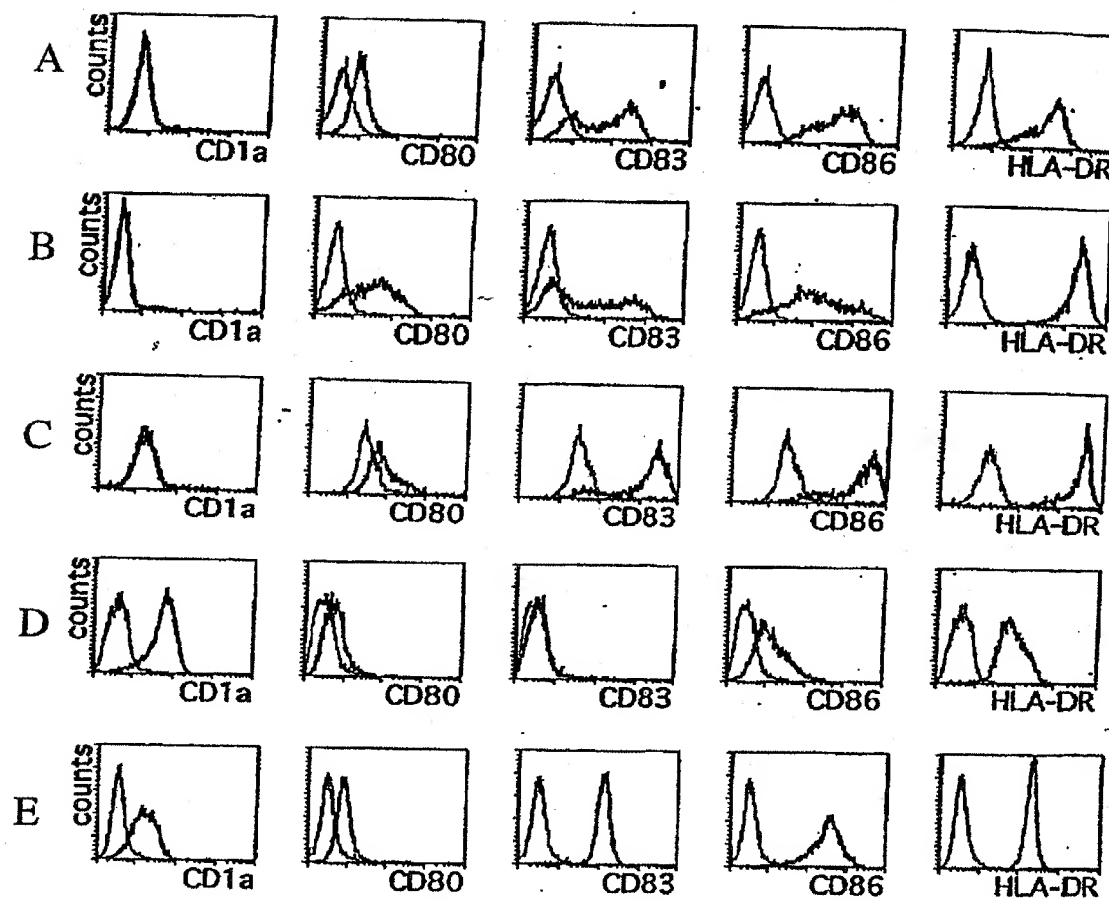 A counts CD1a CD80 CD83 CD86 HLA-DR
B counts CD1a CD80 CD83 CD86 HLA-DR
C counts CD1a CD80 CD83 CD86 HLA-DR
D counts CD1a CD80 CD83 CD86 HLA-DR
E counts CD1a CD80 CD83 CD86 HLA-DR